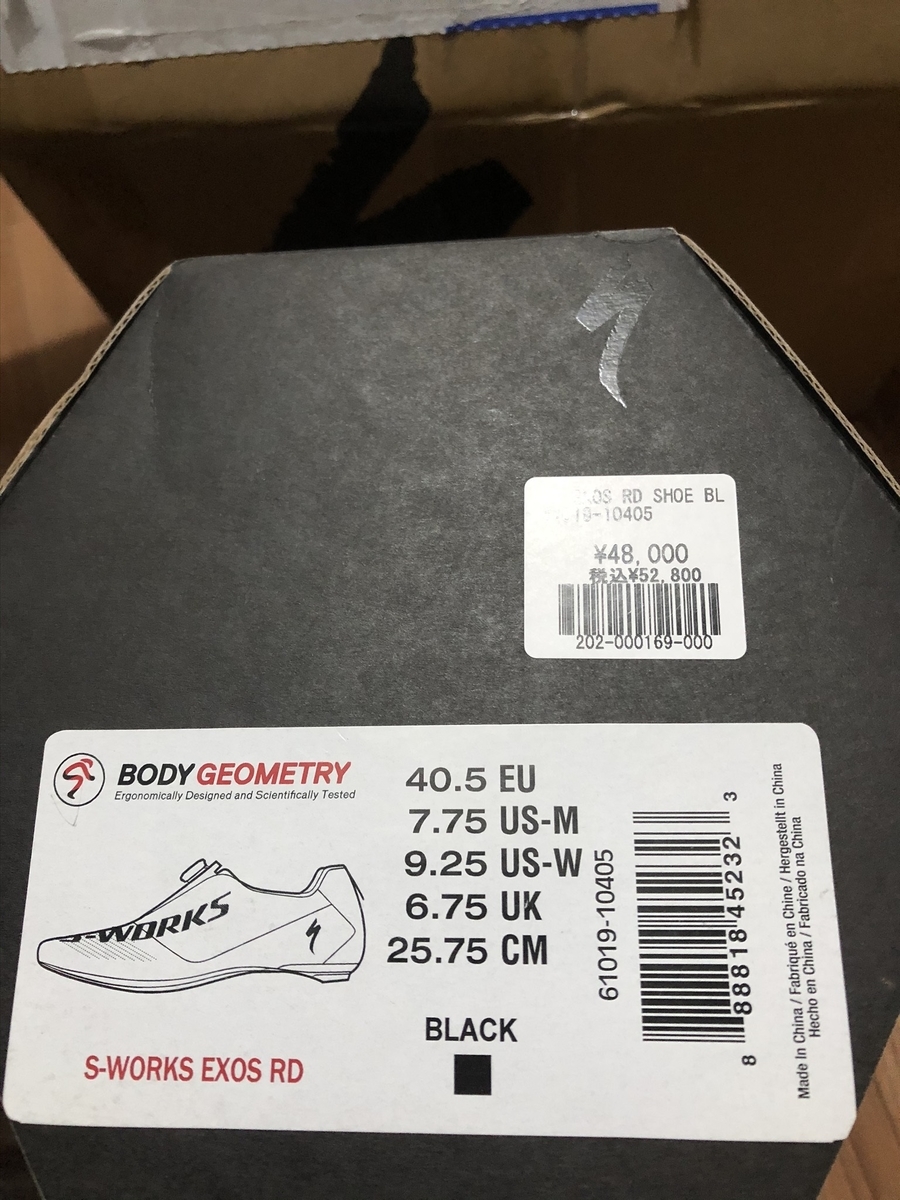 RD SHOE BL
-10405
¥48,000
税込¥52,800
202-000169-000
BODY GEOMETRY
Ergonomically Designed and Scientifically Tested
S-WORKS
S-WORKS EXOS RD
40.5 EU
7.75 US-M
9.25 US-W
6.75 UK
25.75 CM
BLACK
61019-10405
8 88818 45232 3
Made In China / Fabriqué en Chine / Hergestellt in China
Hecho en China / Fabricado na China